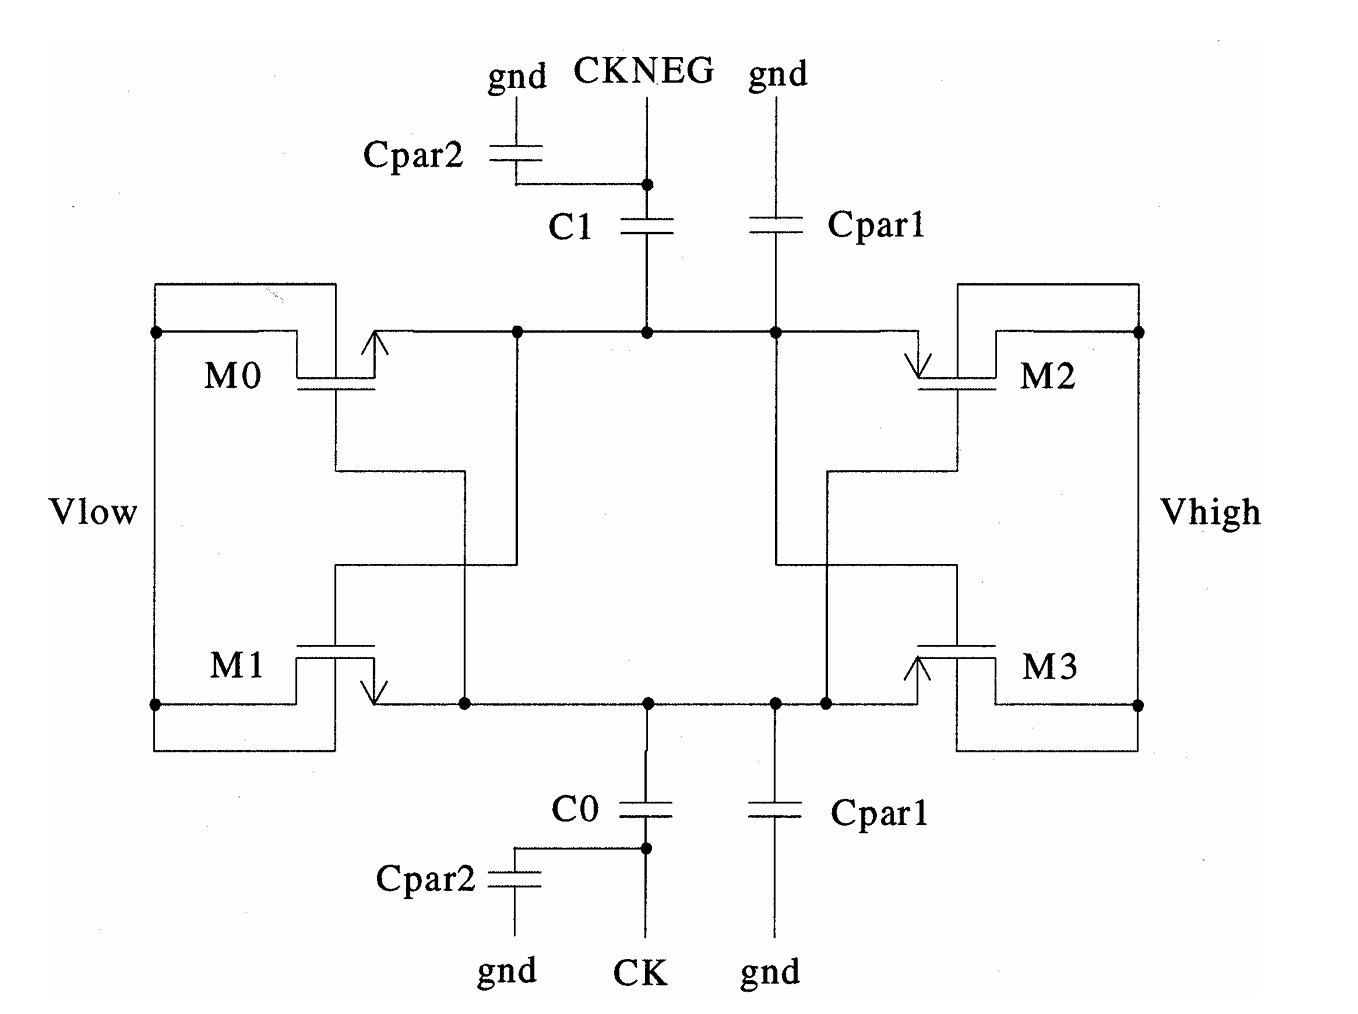 gnd CKNEG gnd
Cpar2
C1 Cpar1
M0 M2
Vlow Vhigh
M1 M3
C0 Cpar1
Cpar2
gnd CK gnd